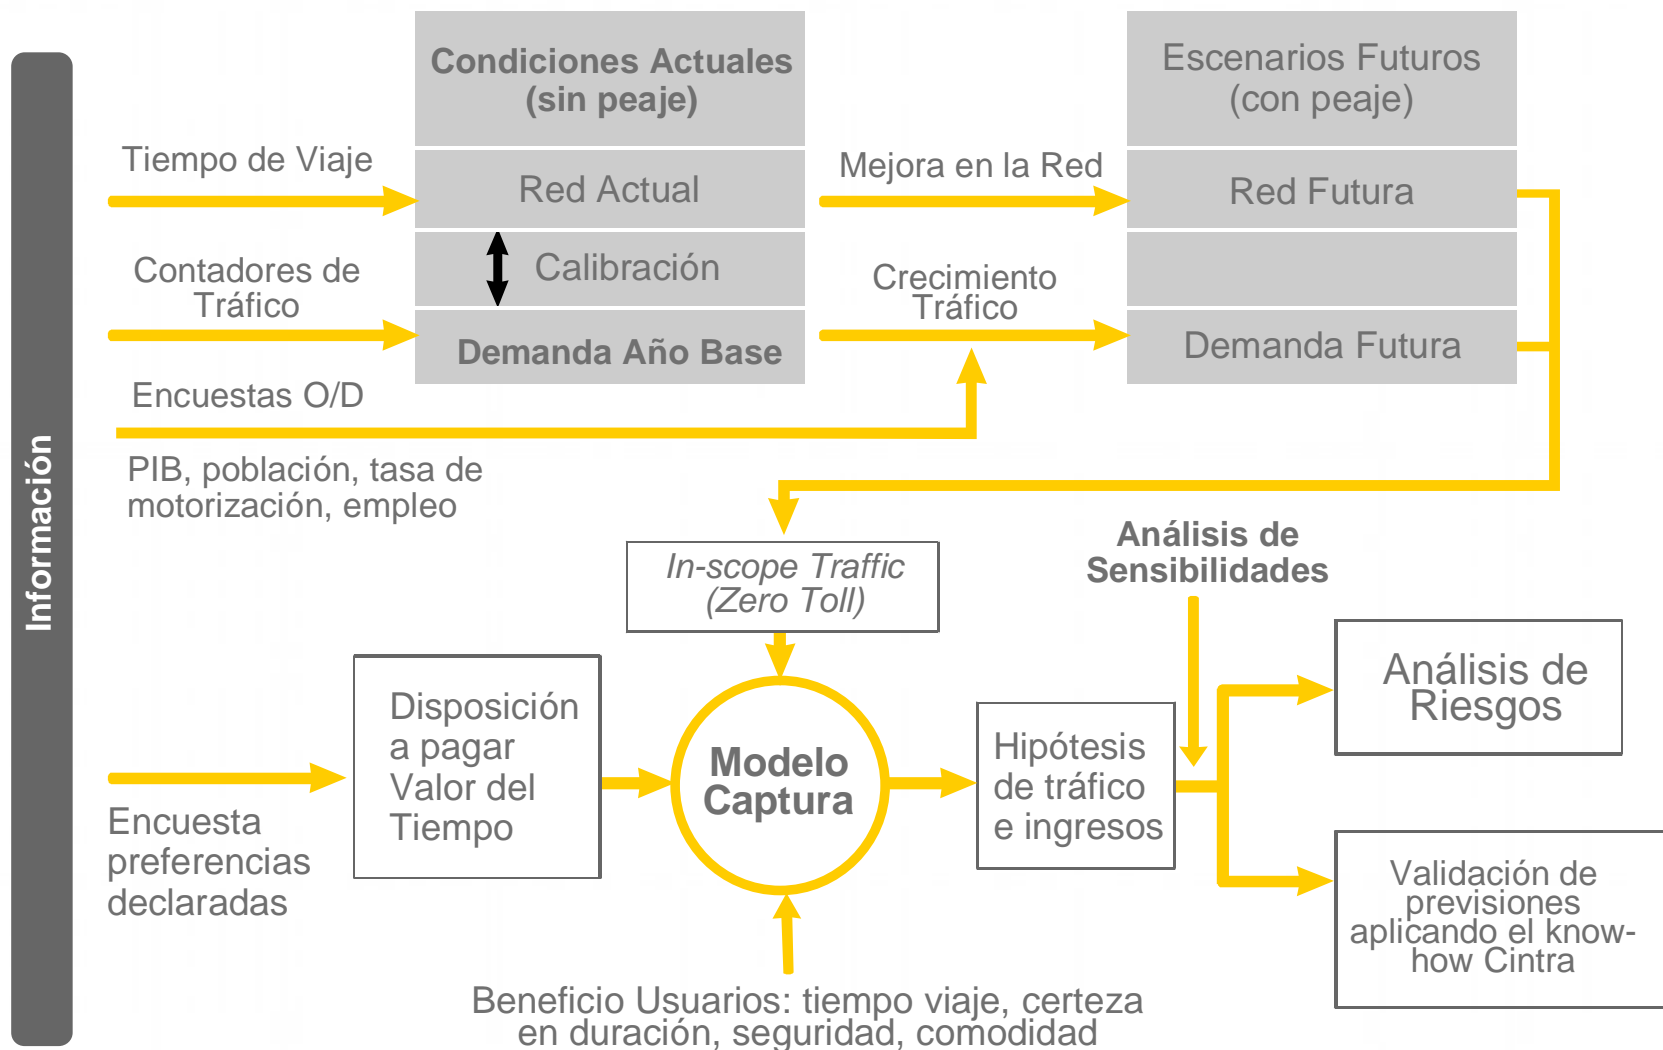 Información
Condiciones Actuales
(sin peaje)
Escenarios Futuros
(con peaje)
Tiempo de Viaje
Red Actual
Mejora en la Red
Red Futura
Contadores de
Tráfico
Calibración
Crecimiento
Tráfico
Demanda Año Base
Demanda Futura
Encuestas O/D
PIB, población, tasa de
motorización, empleo
In-scope Traffic
(Zero Toll)
Análisis de
Sensibilidades
Disposición
a pagar
Valor del
Tiempo
Modelo
Captura
Hipótesis
de tráfico
e ingresos
Análisis de
Riesgos
Encuesta
preferencias
declaradas
Validación de
previsiones
aplicando el know-
how Cintra
Beneficio Usuarios: tiempo viaje, certeza
en duración, seguridad, comodidad